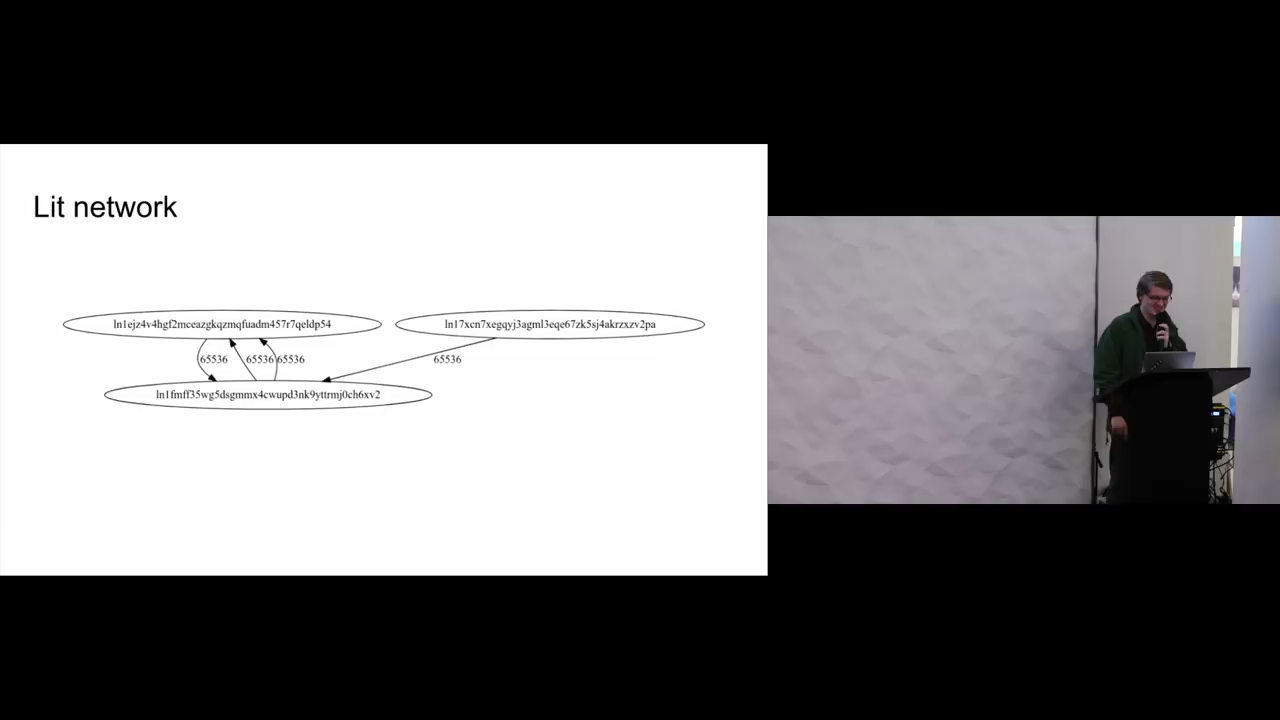 Lit network
ln1ejz4v4hgf2mceazgkqzmqfuadm457r7qeldp54
ln17xcn7xegqyj3agml3eqe67zk5sj4akrzxzv2pa
65536 65536 65536 65536
ln1fmff35wg5dsgmmx4cwupd3nk9yttrmj0ch6xv2